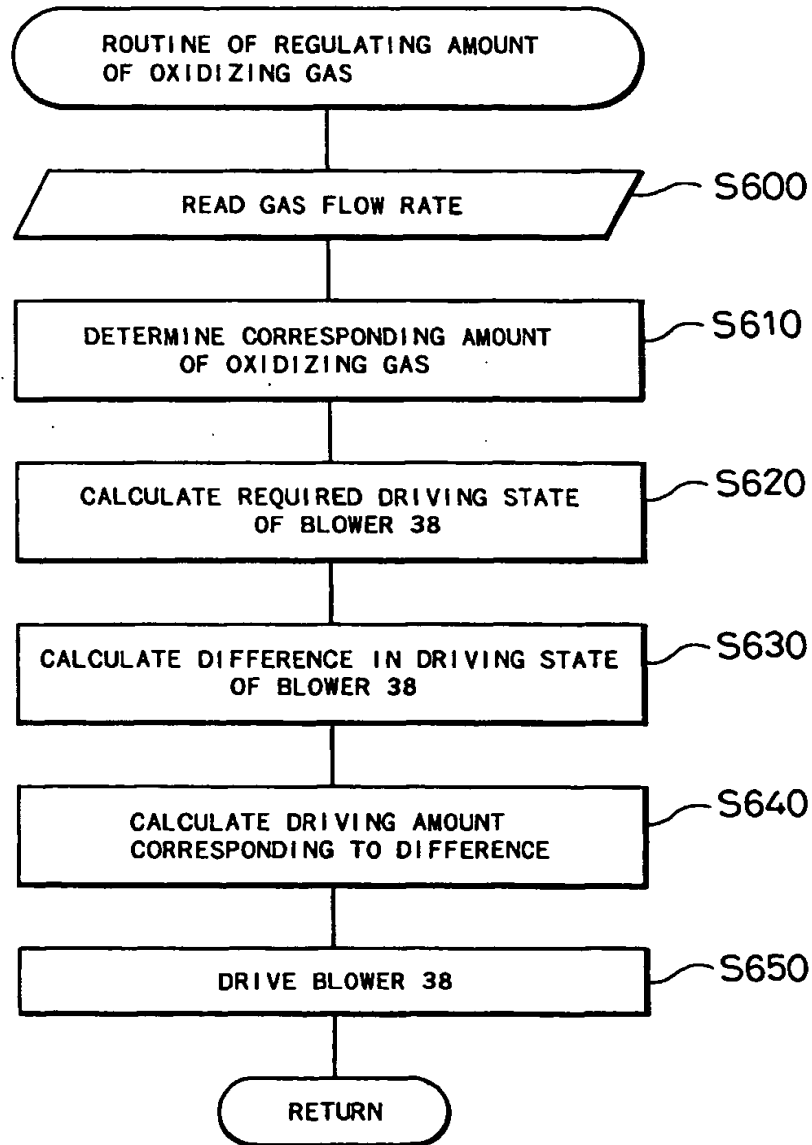 ROUTINE OF REGULATING AMOUNT
OF OXIDIZING GAS
READ GAS FLOW RATE
S600
DETERMINE CORRESPONDING AMOUNT
OF OXIDIZING GAS
S610
CALCULATE REQUIRED DRIVING STATE
OF BLOWER 38
S620
CALCULATE DIFFERENCE IN DRIVING STATE
OF BLOWER 38
S630
CALCULATE DRIVING AMOUNT
CORRESPONDING TO DIFFERENCE
S640
DRIVE BLOWER 38
S650
RETURN